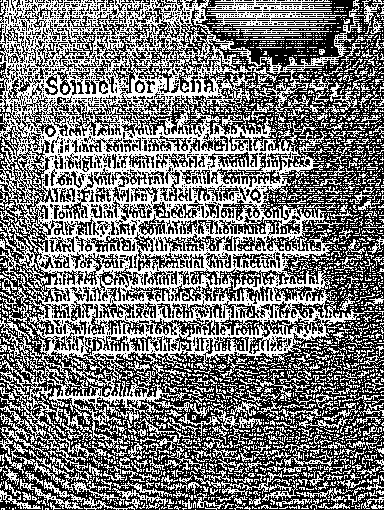 Sonnet for Lena
O dear Lena, your beauty is so vast
It is hard sometimes to describe it fast.
I thought the entire world I would impress
If only your portrait I could compress.
Alas! First when I tried to use VQ
I found that your cheeks belong to only you.
Your silky hair contains a thousand lines
Hard to match with sums of discrete cosines.
And for your lips, sensual and tactual
Thirteen Crays found not the proper fractal.
And while these setbacks are all quite severe
I might have fixed them with hacks here or there
But when filters took sparkle from your eyes
I said, 'Damn all this. I'll just digitize.'
Thomas Colthurst